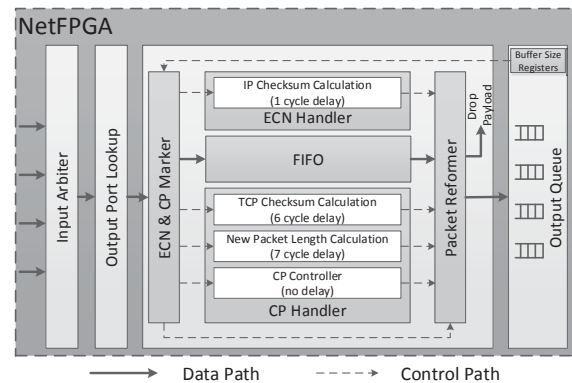 NetFPGA
Buffer Size
Registers
Input Arbiter
Output Port Lookup
ECN & CP Marker
IP Checksum Calculation
(1 cycle delay)
ECN Handler
FIFO
TCP Checksum Calculation
(6 cycle delay)
New Packet Length Calculation
(7 cycle delay)
CP Controller
(no delay)
CP Handler
Packet Reformer
Drop
Payload
Output Queue
Data Path
Control Path